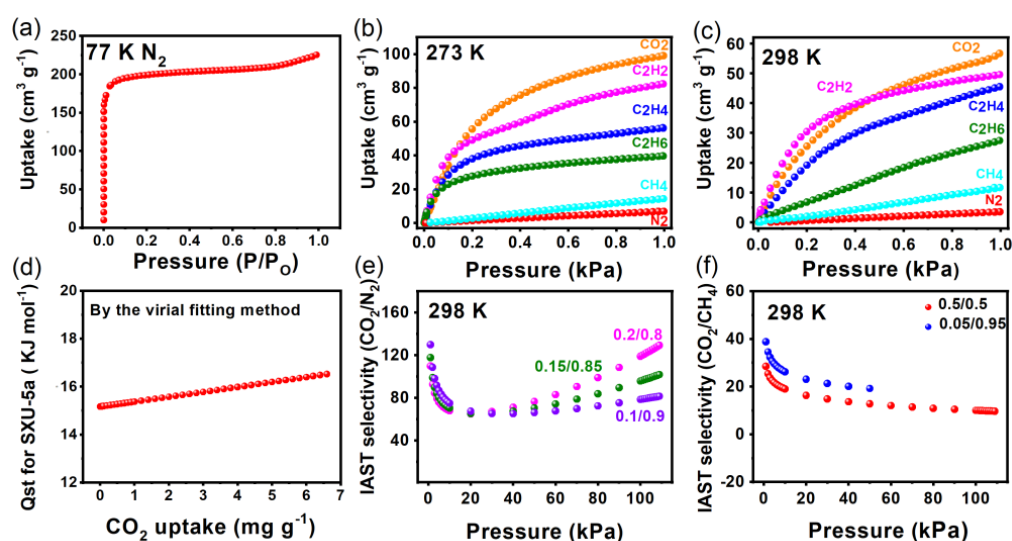 (a)
77 K N2
Uptake (cm3 g-1)
250
200
150
100
50
0
0.0 0.2 0.4 0.6 0.8 1.0
Pressure (P/PO)
(b)
273 K
Uptake (cm3 g-1)
100
80
60
40
20
0
CO2
C2H2
C2H4
C2H6
CH4
N2
0.0 0.2 0.4 0.6 0.8 1.0
Pressure (kPa)
(c)
298 K
Uptake (cm3 g-1)
60
50
40
30
20
10
0
CO2
C2H2
C2H4
C2H6
CH4
N2
0.0 0.2 0.4 0.6 0.8 1.0
Pressure (kPa)
(d)
By the virial fitting method
Qst for SXU-5a ( KJ mol-1)
20
18
16
14
12
0 1 2 3 4 5 6 7
CO2 uptake (mg g-1)
(e)
298 K
IAST selectivity (CO2/N2)
160
120
80
40
0.2/0.8
0.15/0.85
0.1/0.9
0 20 40 60 80 100
Pressure (kPa)
(f)
298 K
0.5/0.5
0.05/0.95
IAST selectivity (CO2/CH4)
60
40
20
0
-20
0 20 40 60 80 100
Pressure (kPa)